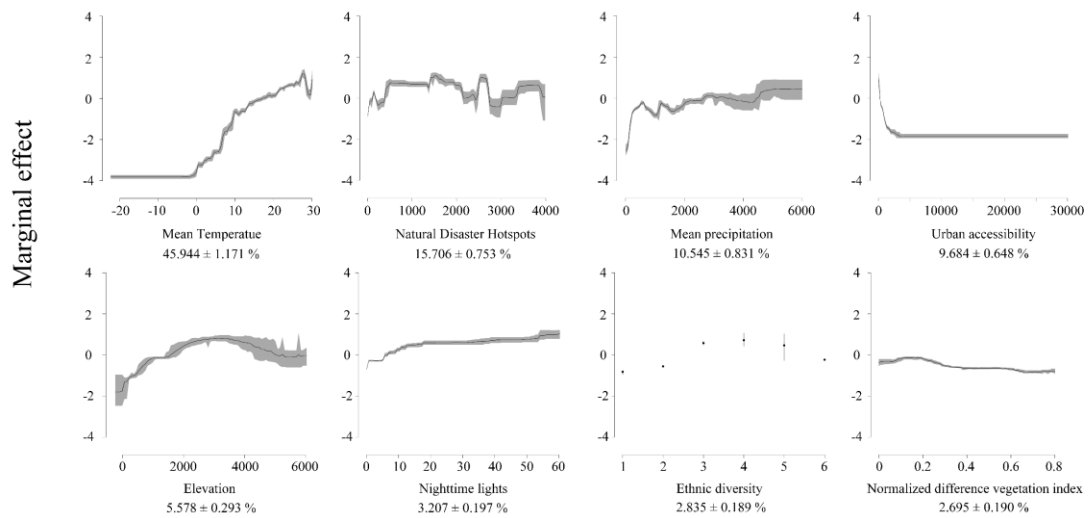 Marginal effect
4
2
0
-2
-4
-20 -10 0 10 20 30
Mean Temperatue
45.944 ± 1.171 %
4
2
0
-2
-4
0 1000 2000 3000 4000
Natural Disaster Hotspots
15.706 ± 0.753 %
4
2
0
-2
-4
0 2000 4000 6000
Mean precipitation
10.545 ± 0.831 %
4
2
0
-2
-4
0 10000 20000 30000
Urban accessibility
9.684 ± 0.648 %
4
2
0
-2
-4
0 2000 4000 6000
Elevation
5.578 ± 0.293 %
4
2
0
-2
-4
0 10 20 30 40 50 60
Nighttime lights
3.207 ± 0.197 %
4
2
0
-2
-4
1 2 3 4 5 6
Ethnic diversity
2.835 ± 0.189 %
4
2
0
-2
-4
0 0.2 0.4 0.6 0.8
Normalized difference vegetation index
2.695 ± 0.190 %